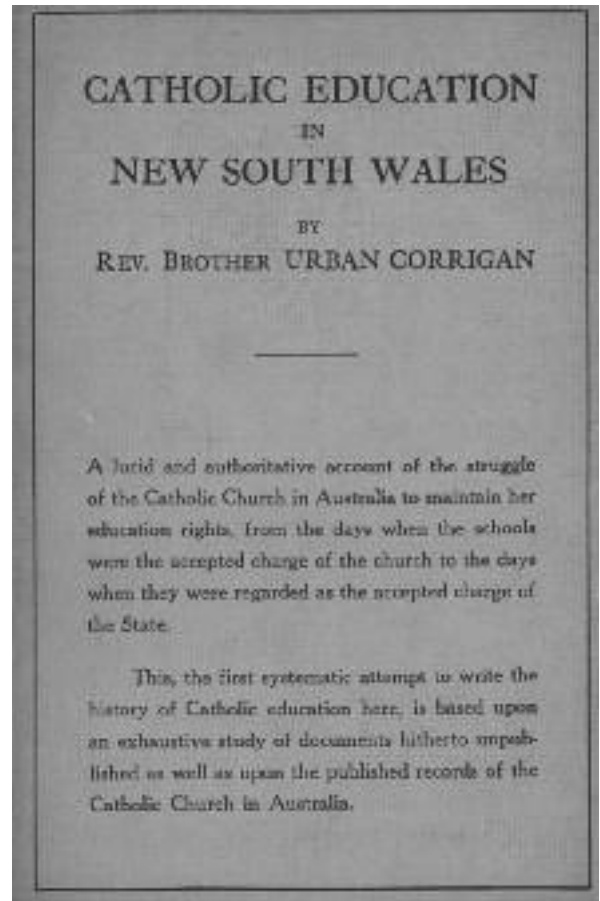 CATHOLIC EDUCATION
IN
NEW SOUTH WALES
BY
REV. BROTHER URBAN CORRIGAN
A lucid and authoritative account of the struggle
of the Catholic Church in Australia to maintain her
education rights, from the days when the schools
were the accepted charge of the church to the days
when they were regarded as the accepted charge of
the State.
This, the first systematic attempt to write the
history of Catholic education here, is based upon
an exhaustive study of documents hitherto unpub-
lished as well as upon the published records of the
Catholic Church in Australia.